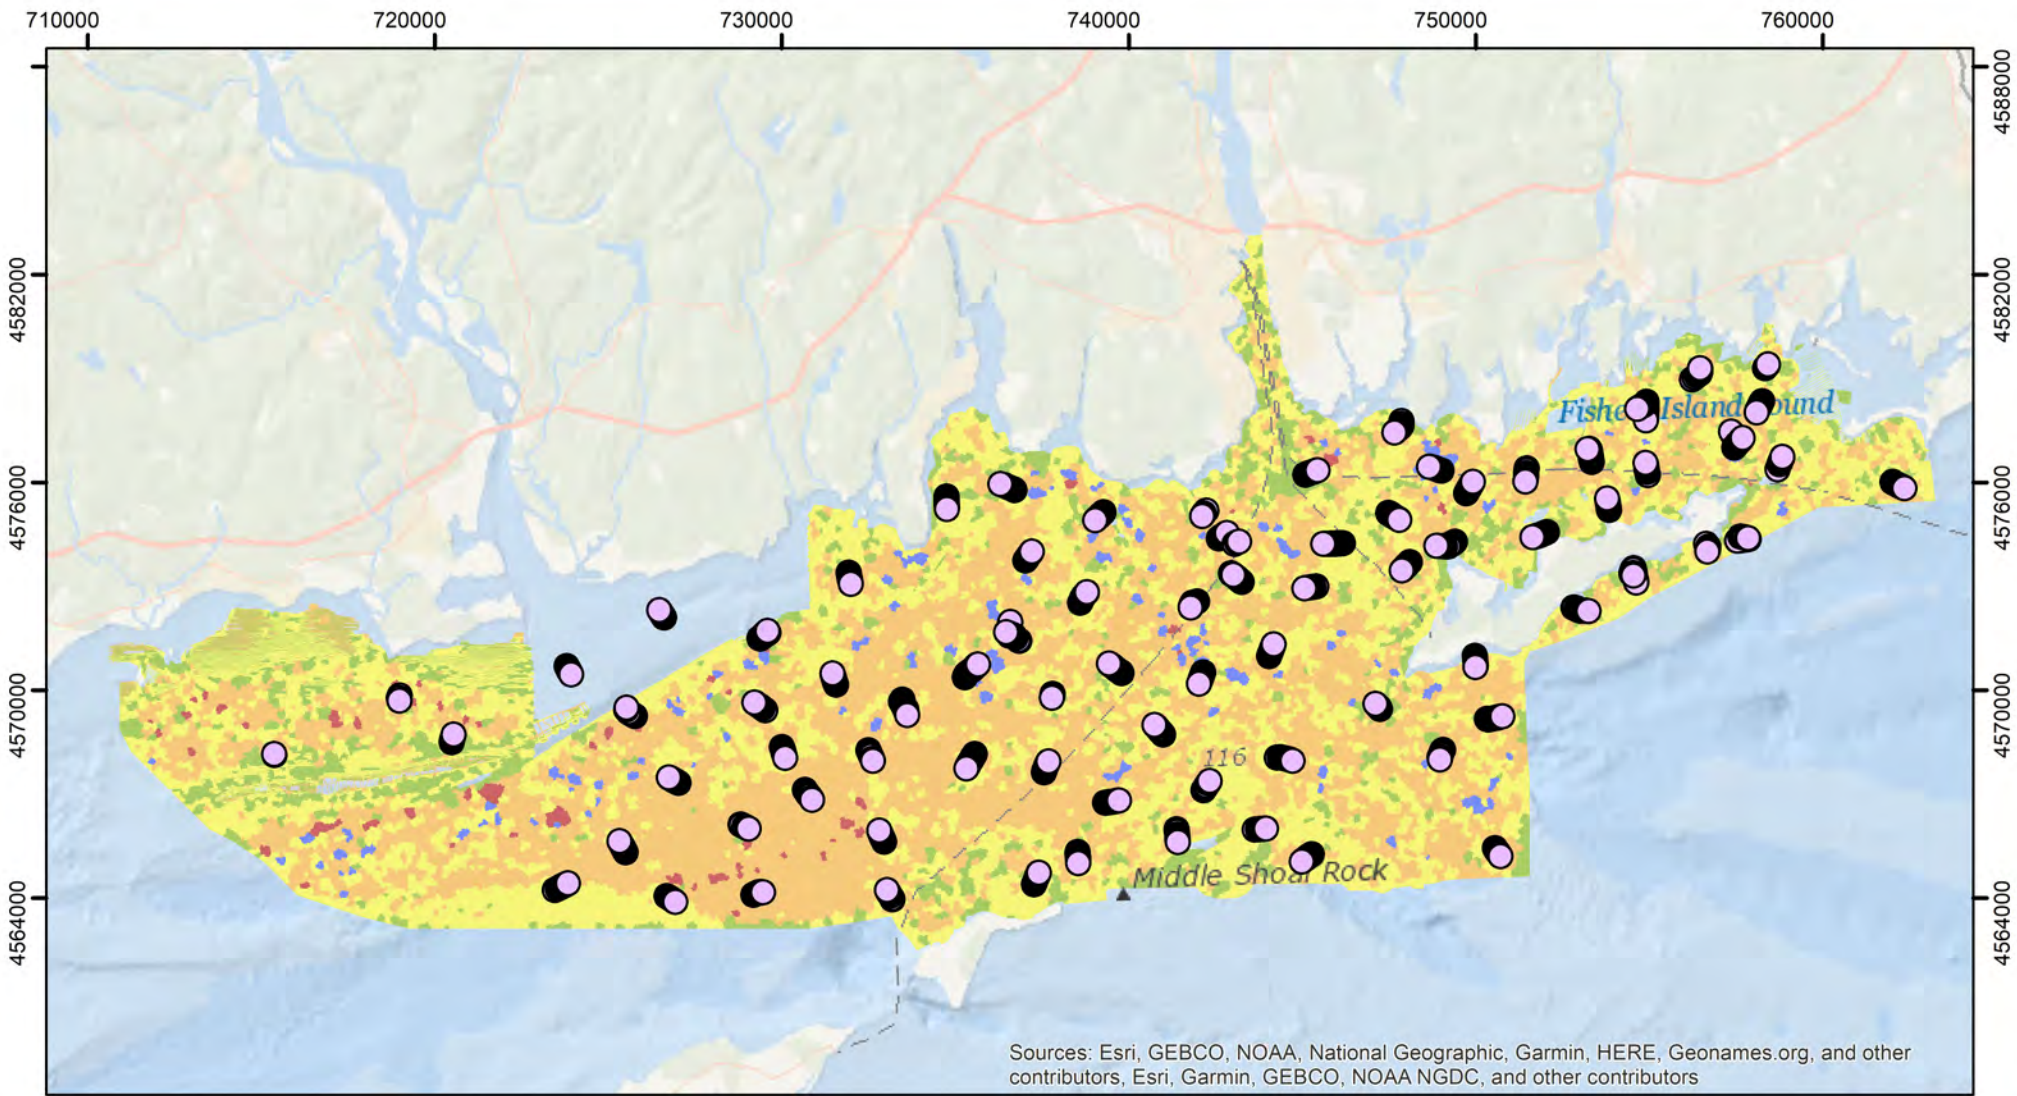 710000 720000 730000 740000 750000 760000
4588000
4582000
4582000
Fishe Island ound
4576000
4576000
4570000
4570000
116
Middle Shoal Rock
4564000
4564000
Sources: Esri, GEBCO, NOAA, National Geographic, Garmin, HERE, Geonames.org, and other
contributors, Esri, Garmin, GEBCO, NOAA NGDC, and other contributors